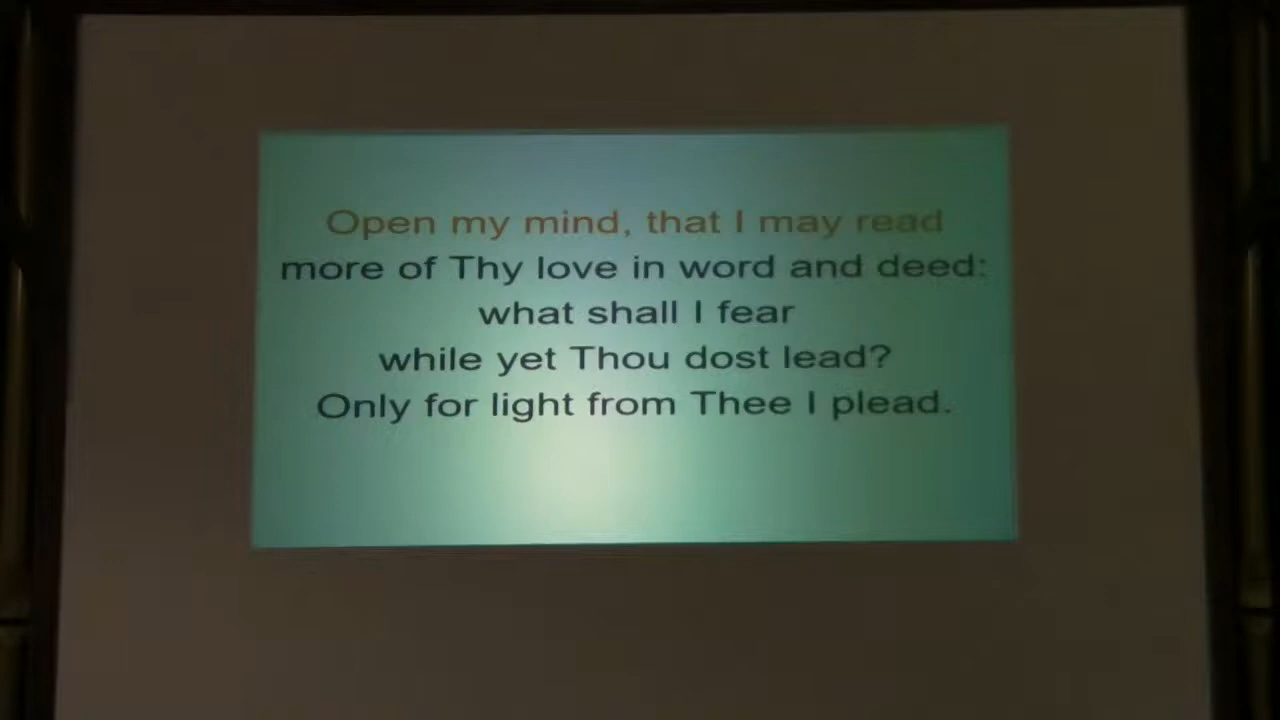 Open my mind, that I may read
more of Thy love in word and deed:
what shall I fear
while yet Thou dost lead?
Only for light from Thee I plead.